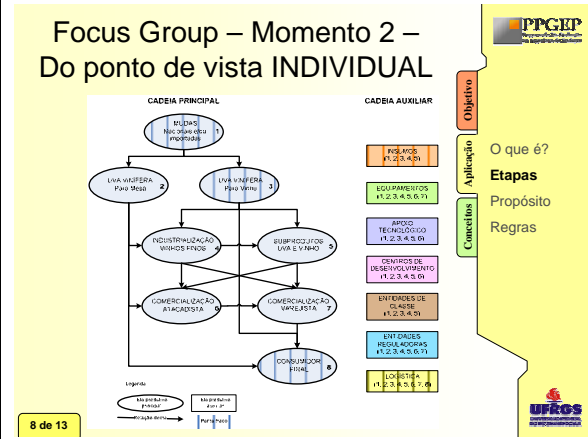 Focus Group – Momento 2 –
Do ponto de vista INDIVIDUAL
PPGEP
CADEIA PRINCIPAL
CADEIA AUXILIAR
MUDAS
Nacionais e/ou
importadas
1
UVA VINÍFERA
Para Mesa
2
UVA VINÍFERA
Para Vinho
3
INDUSTRIALIZAÇÃO
VINHOS FINOS
4
SUBPRODUTOS
UVA E VINHO
5
COMERCIALIZAÇÃO
ATACADISTA
6
COMERCIALIZAÇÃO
VAREJISTA
7
CONSUMIDOR
FINAL
8
INSUMOS
(1, 2, 3, 4, 5)
EQUIPAMENTOS
(1, 2, 3, 4, 5, 6, 7)
APOIO
TECNOLÓGICO
(1, 2, 3, 4, 5, 6)
CENTROS DE
DESENVOLVIMENTO
(1, 2, 3, 4, 5, 6)
ENTIDADES DE
CLASSE
(1, 2, 3, 4, 5)
ENTIDADES
REGULADORAS
(1, 2, 3, 4, 5, 6, 7)
LOGÍSTICA
(1, 2, 3, 4, 5, 6, 7, 8)
Legenda
Objetivo
Aplicação
Conceitos
O que é?
Etapas
Propósito
Regras
8 de 13
UFRGS